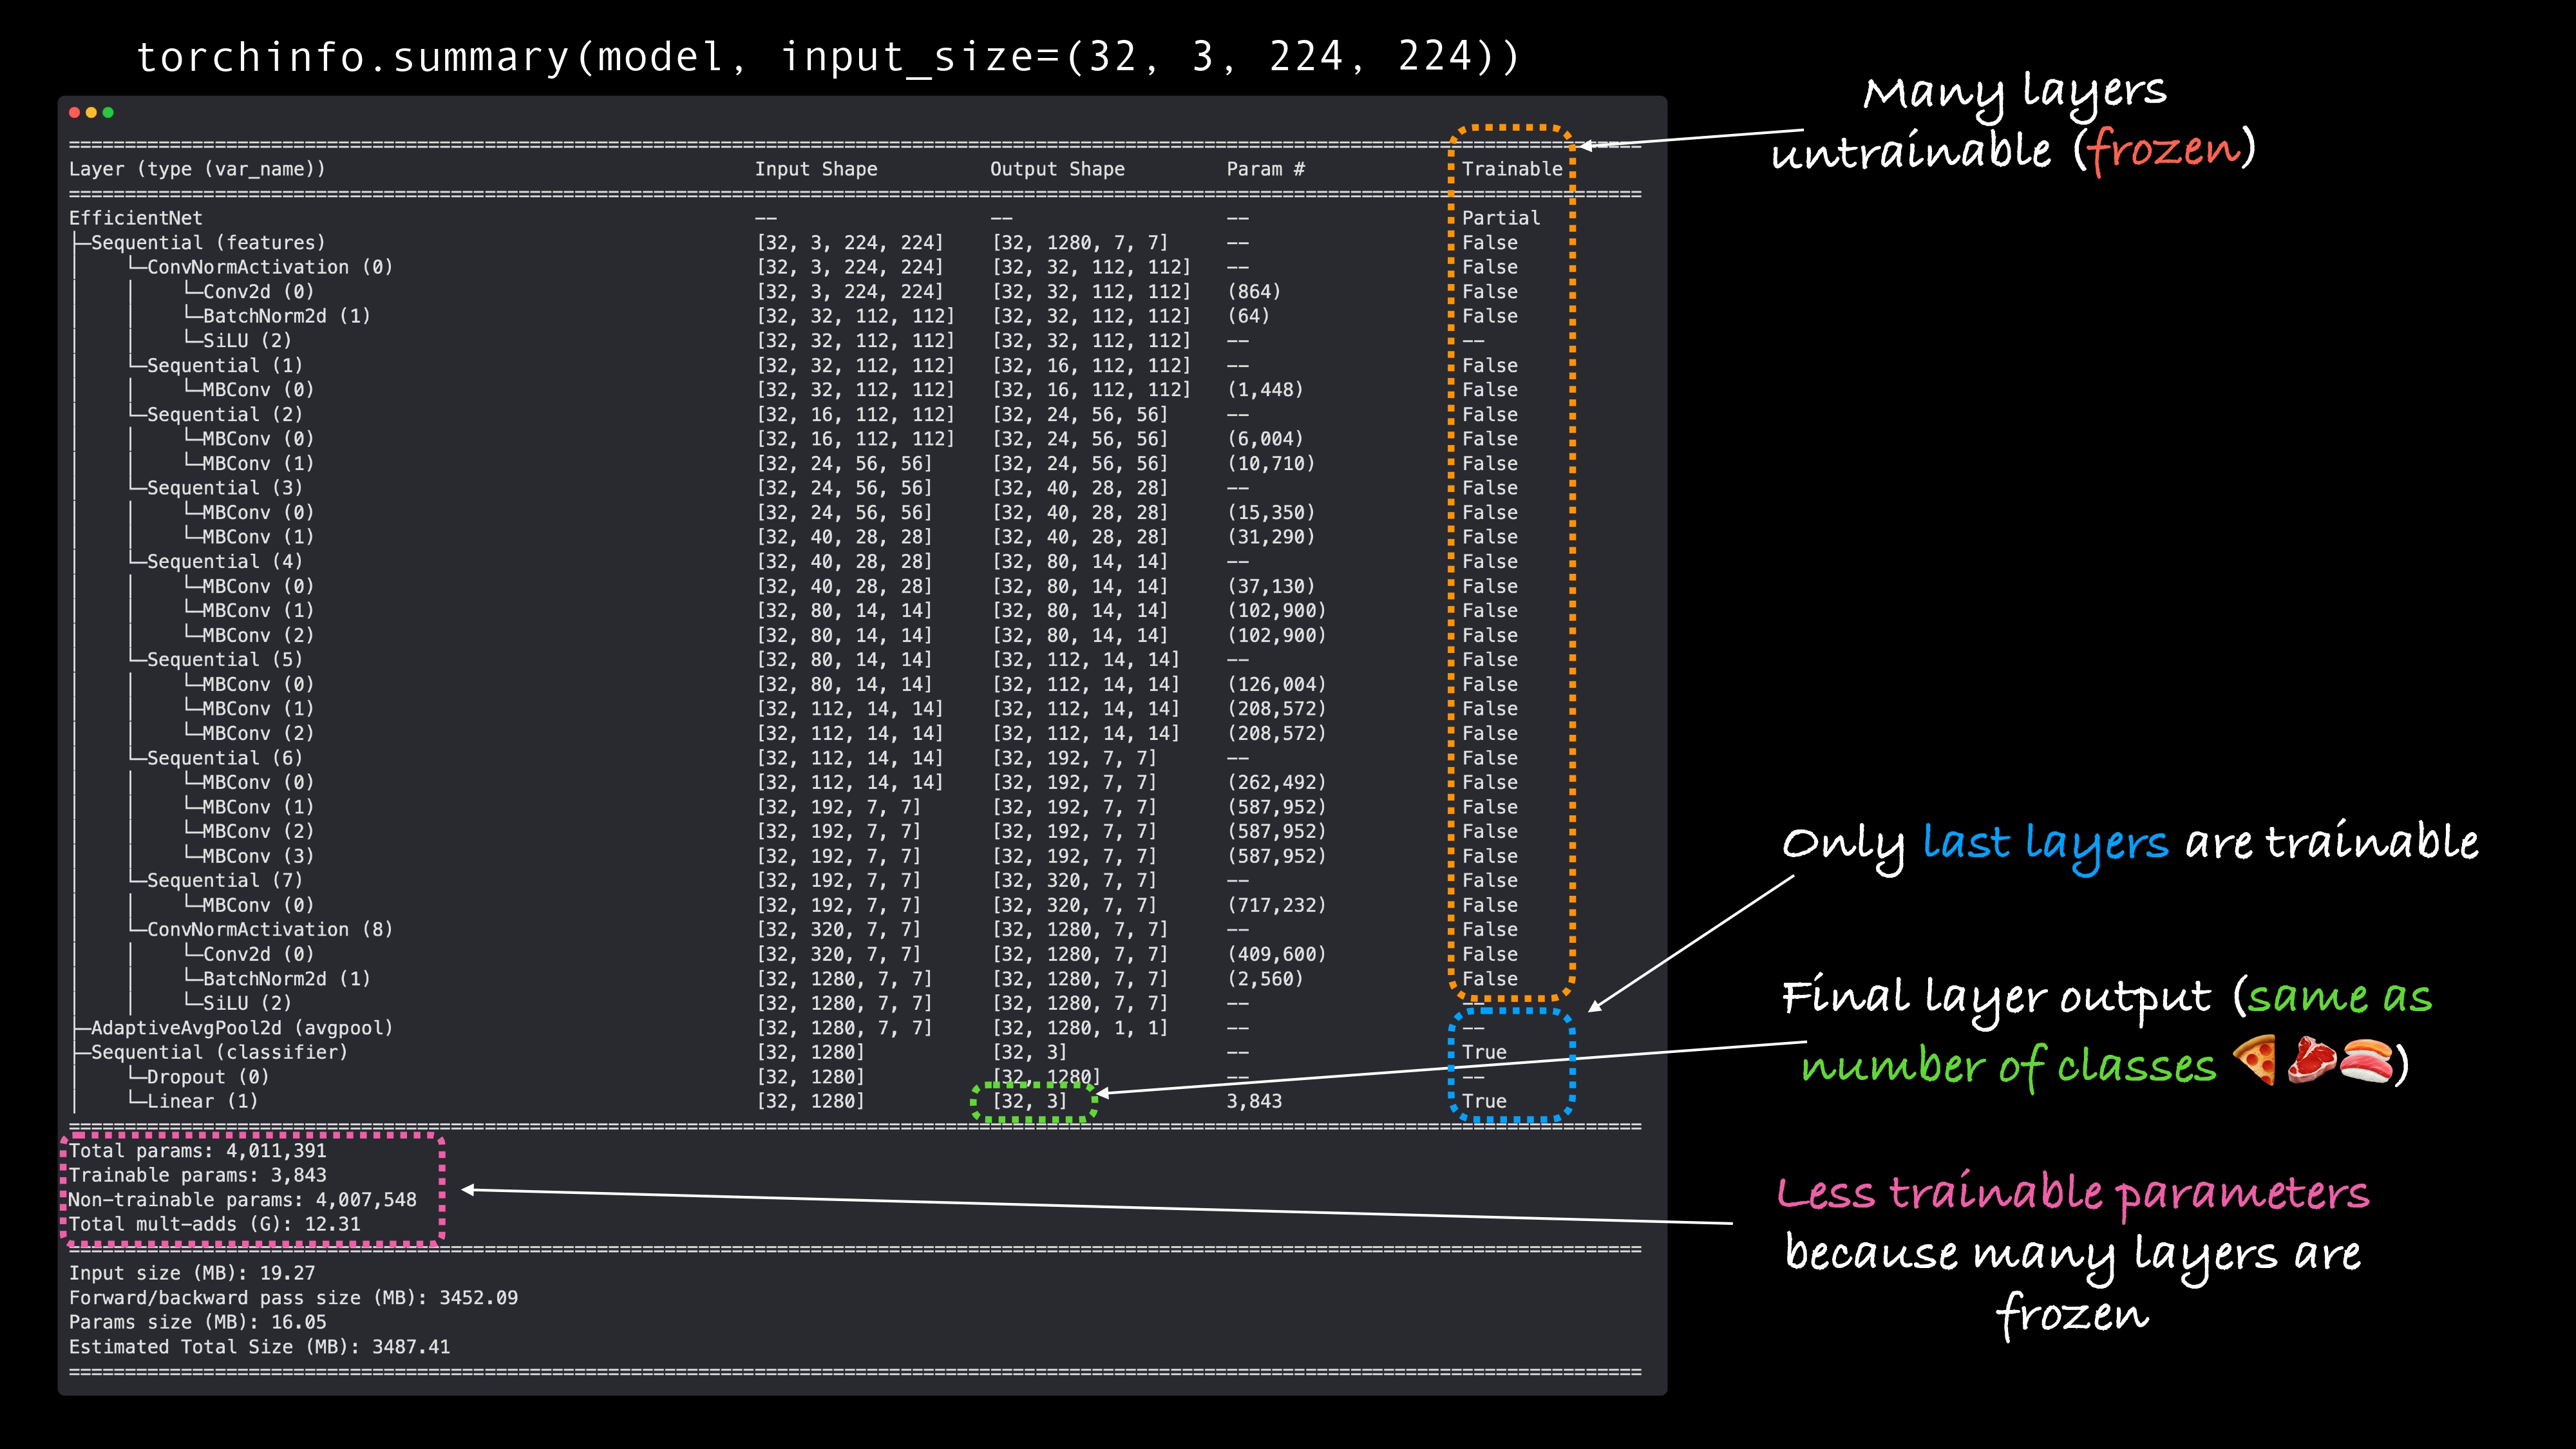 torchinfo.summary(model, input_size=(32, 3, 224, 224))
Many layers
untrainable (frozen)
================================================================================
Layer (type (var_name)) Input Shape Output Shape Param # Trainable
================================================================================
EfficientNet -- -- -- Partial
├─Sequential (features) [32, 3, 224, 224] [32, 1280, 7, 7] -- False
│ └─ConvNormActivation (0) [32, 3, 224, 224] [32, 32, 112, 112] -- False
│ │ └─Conv2d (0) [32, 3, 224, 224] [32, 32, 112, 112] (864) False
│ │ └─BatchNorm2d (1) [32, 32, 112, 112] [32, 32, 112, 112] (64) False
│ │ └─SiLU (2) [32, 32, 112, 112] [32, 32, 112, 112] -- --
│ └─Sequential (1) [32, 32, 112, 112] [32, 16, 112, 112] -- False
│ │ └─MBConv (0) [32, 32, 112, 112] [32, 16, 112, 112] (1,448) False
│ └─Sequential (2) [32, 16, 112, 112] [32, 24, 56, 56] -- False
│ │ └─MBConv (0) [32, 16, 112, 112] [32, 24, 56, 56] (6,004) False
│ │ └─MBConv (1) [32, 24, 56, 56] [32, 24, 56, 56] (10,710) False
│ └─Sequential (3) [32, 24, 56, 56] [32, 40, 28, 28] -- False
│ │ └─MBConv (0) [32, 24, 56, 56] [32, 40, 28, 28] (15,350) False
│ │ └─MBConv (1) [32, 40, 28, 28] [32, 40, 28, 28] (31,290) False
│ └─Sequential (4) [32, 40, 28, 28] [32, 80, 14, 14] -- False
│ │ └─MBConv (0) [32, 40, 28, 28] [32, 80, 14, 14] (37,130) False
│ │ └─MBConv (1) [32, 80, 14, 14] [32, 80, 14, 14] (102,900) False
│ │ └─MBConv (2) [32, 80, 14, 14] [32, 80, 14, 14] (102,900) False
│ └─Sequential (5) [32, 80, 14, 14] [32, 112, 14, 14] -- False
│ │ └─MBConv (0) [32, 80, 14, 14] [32, 112, 14, 14] (126,004) False
│ │ └─MBConv (1) [32, 112, 14, 14] [32, 112, 14, 14] (208,572) False
│ │ └─MBConv (2) [32, 112, 14, 14] [32, 112, 14, 14] (208,572) False
│ └─Sequential (6) [32, 112, 14, 14] [32, 192, 7, 7] -- False
│ │ └─MBConv (0) [32, 112, 14, 14] [32, 192, 7, 7] (262,492) False
│ │ └─MBConv (1) [32, 192, 7, 7] [32, 192, 7, 7] (587,952) False
│ │ └─MBConv (2) [32, 192, 7, 7] [32, 192, 7, 7] (587,952) False
│ │ └─MBConv (3) [32, 192, 7, 7] [32, 192, 7, 7] (587,952) False
│ └─Sequential (7) [32, 192, 7, 7] [32, 320, 7, 7] -- False
│ │ └─MBConv (0) [32, 192, 7, 7] [32, 320, 7, 7] (717,232) False
│ └─ConvNormActivation (8) [32, 320, 7, 7] [32, 1280, 7, 7] -- False
│ │ └─Conv2d (0) [32, 320, 7, 7] [32, 1280, 7, 7] (409,600) False
│ │ └─BatchNorm2d (1) [32, 1280, 7, 7] [32, 1280, 7, 7] (2,560) False
│ │ └─SiLU (2) [32, 1280, 7, 7] [32, 1280, 7, 7] -- --
├─AdaptiveAvgPool2d (avgpool) [32, 1280, 7, 7] [32, 1280, 1, 1] -- --
├─Sequential (classifier) [32, 1280] [32, 3] -- True
│ └─Dropout (0) [32, 1280] [32, 1280] -- --
│ └─Linear (1) [32, 1280] [32, 3] 3,843 True
================================================================================
Total params: 4,011,391
Trainable params: 3,843
Non-trainable params: 4,007,548
Total mult-adds (G): 12.31
================================================================================
Input size (MB): 19.27
Forward/backward pass size (MB): 3452.09
Params size (MB): 16.05
Estimated Total Size (MB): 3487.41
================================================================================
Only last layers are trainable
Final layer output (same as
number of classes 🍕🥩🍣)
Less trainable parameters
because many layers are
frozen